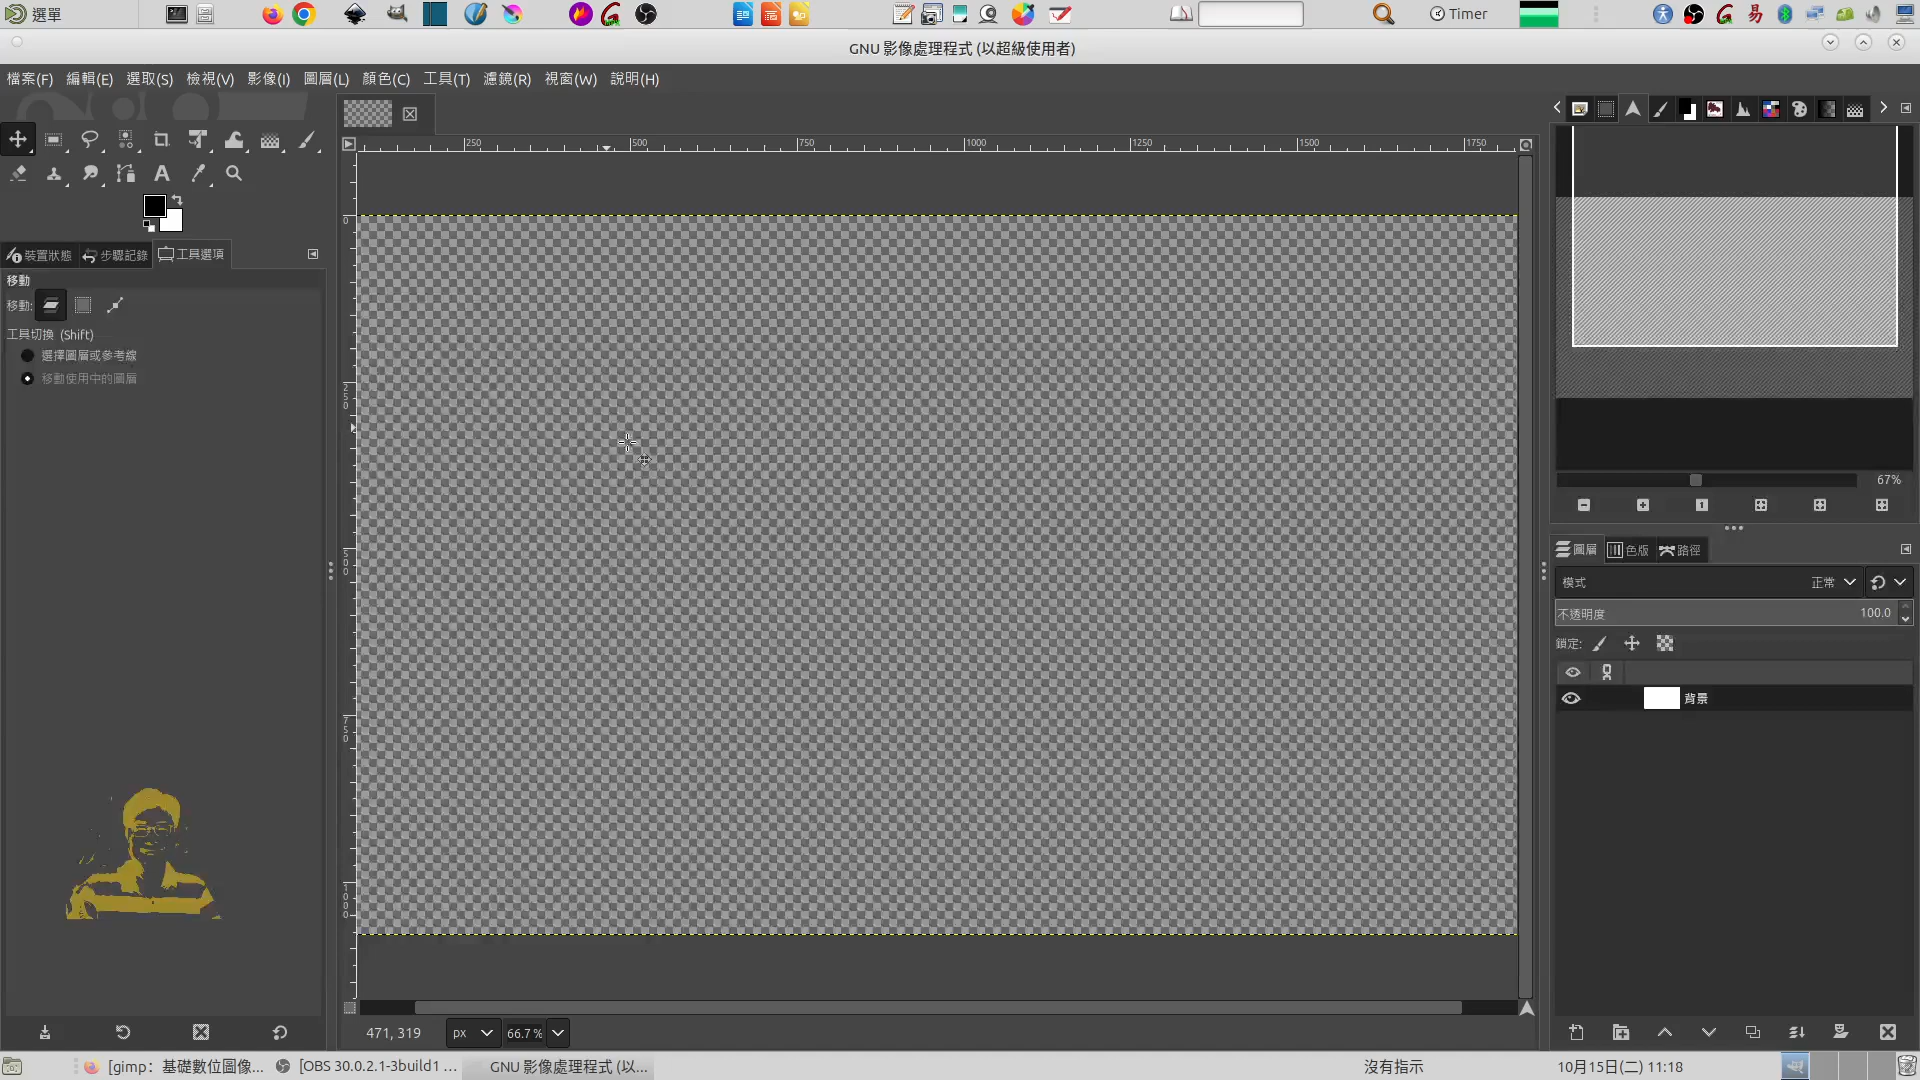 選單
Timer
易
GNU 影像處理程式 (以超級使用者)
檔案(F) 編輯(E) 選取(S) 檢視(V) 影像(I) 圖層(L) 顏色(C) 工具(T) 濾鏡(R) 視窗(W) 說明(H)
250 500 750 1000 1250 1500 1750
裝置狀態 步驟記錄 工具選項
移動
移動:
工具切換 (Shift)
選擇圖層或參考線
移動使用中的圖層
0
250
500
750
1000
67%
圖層 色版 路徑
模式 正常
不透明度 100.0
鎖定:
背景
471, 319 px 66.7 %
[gimp：基礎數位圖像... [OBS 30.0.2.1-3build1 ... GNU 影像處理程式 (以... 沒有指示 10月15日(二) 11:18